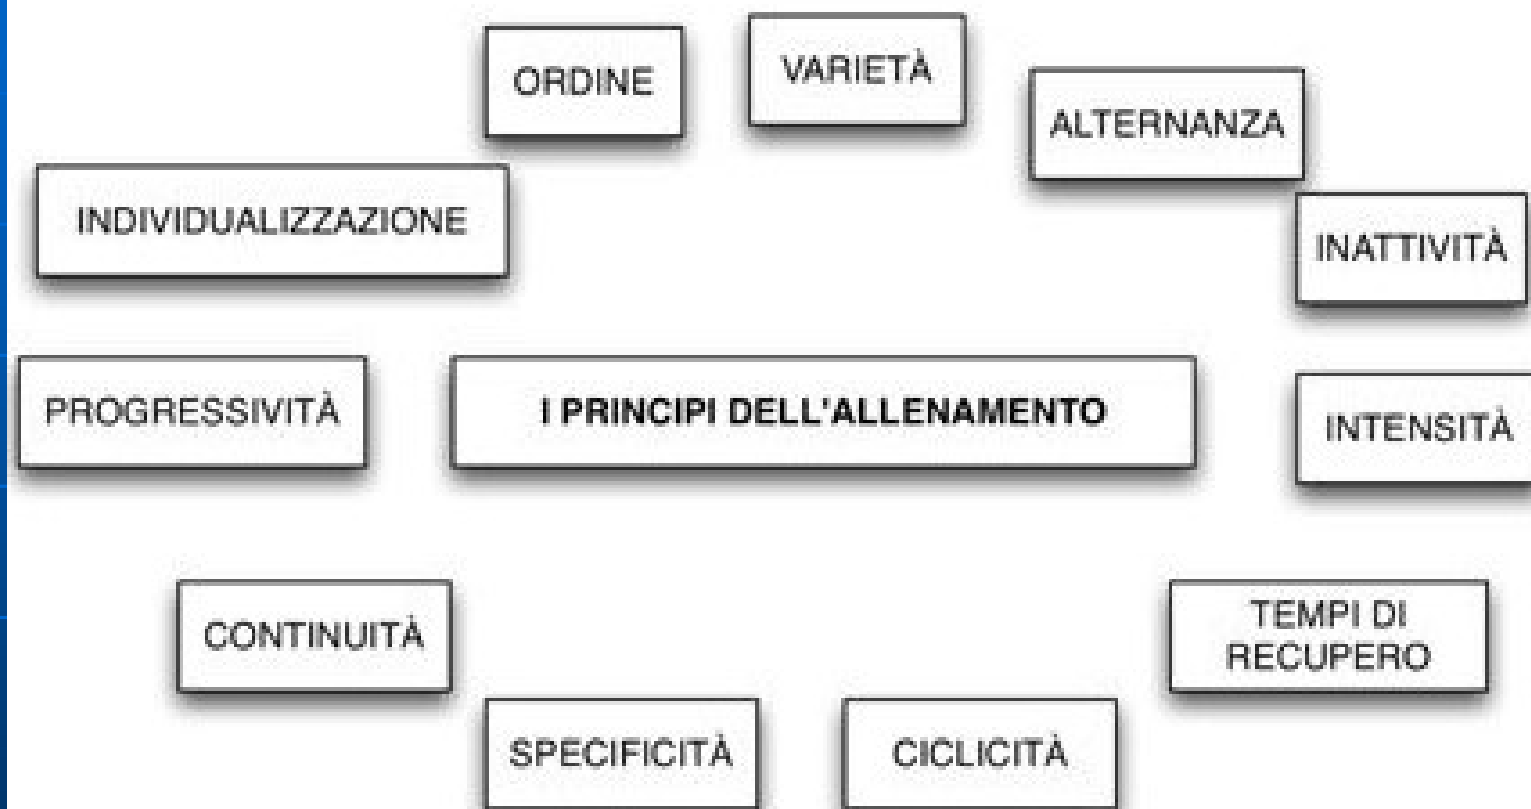 ORDINE
VARIETÀ
ALTERNANZA
INDIVIDUALIZZAZIONE
INATTIVITÀ
PROGRESSIVITÀ
I PRINCIPI DELL'ALLENAMENTO
INTENSITÀ
CONTINUITÀ
TEMPI DI
RECUPERO
SPECIFICITÀ
CICLICITÀ